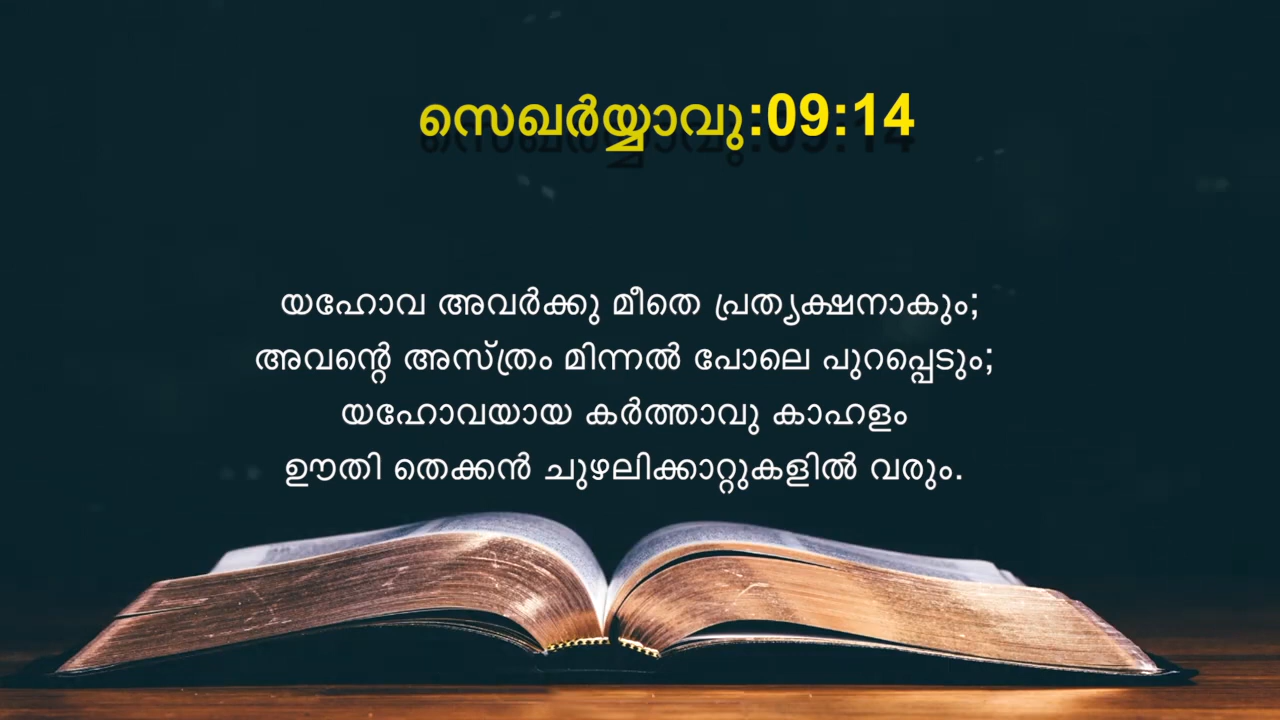 സെഖർയ്യാവു:09:14
യഹോവ അവർക്കു മീതെ പ്രത്യക്ഷനാകും;
അവന്റെ അസ്ത്രം മിന്നൽ പോലെ പുറപ്പെടും;
യഹോവയായ കർത്താവു കാഹളം
ഊതി തെക്കൻ ചുഴലിക്കാറ്റുകളിൽ വരും.